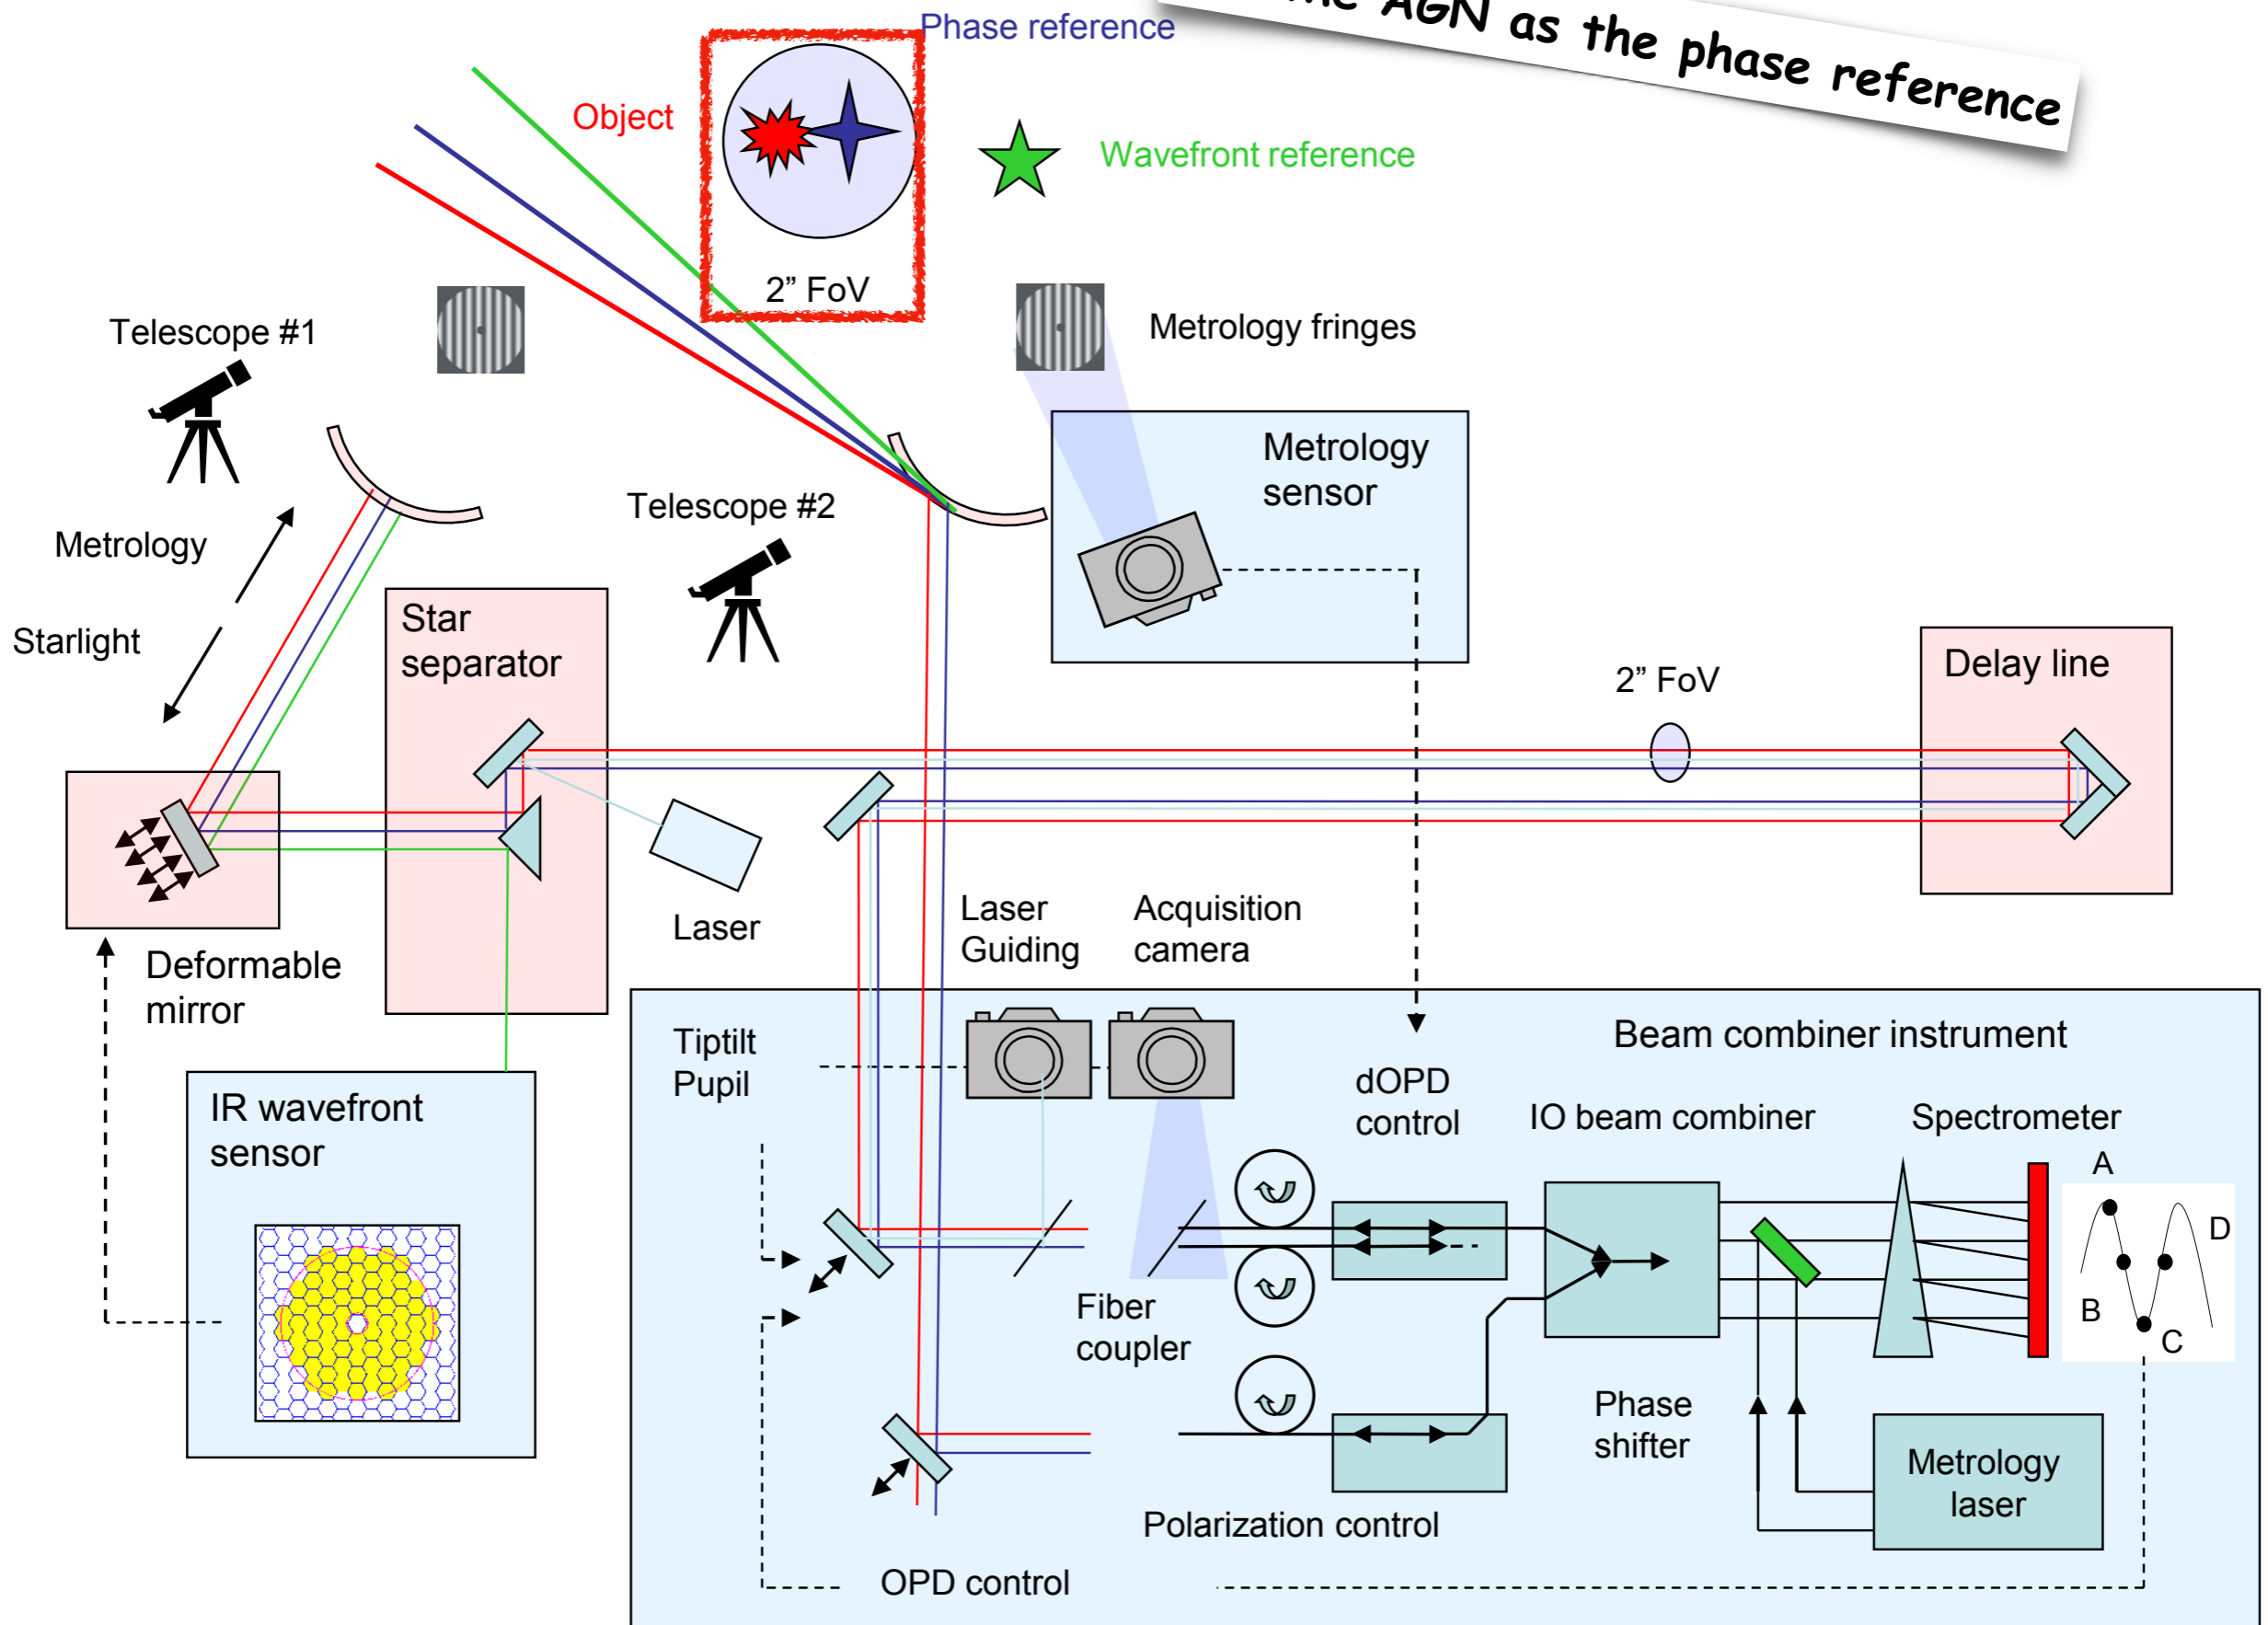 AGN as the phase reference
Phase reference
Object
Wavefront reference
2” FoV
Telescope #1
Metrology fringes
Metrology
sensor
Telescope #2
Metrology
Starlight
Star
separator
2” FoV
Delay line
Laser
Laser
Guiding
Acquisition
camera
Deformable
mirror
Tiptilt
Pupil
Beam combiner instrument
dOPD
control
IR wavefront
sensor
IO beam combiner
Spectrometer
A
D
B
C
Fiber
coupler
Phase
shifter
Metrology
laser
Polarization control
OPD control